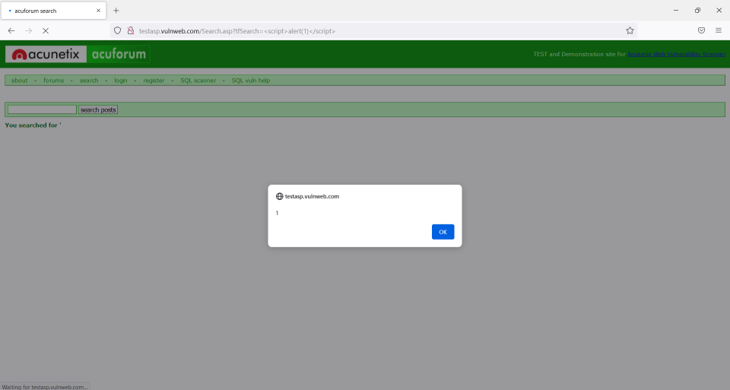 acuforum search
testasp.vulnweb.com/Search.asp?tfSearch=<script>alert(1)</script>
acunetix acuforum
TEST and Demonstration site for Acunetix Web Vulnerability Scanner
about - forums - search - login - register - SQL scanner - SQL vuln help
search posts
You searched for '
testasp.vulnweb.com
1
OK
Waiting for testasp.vulnweb.com...